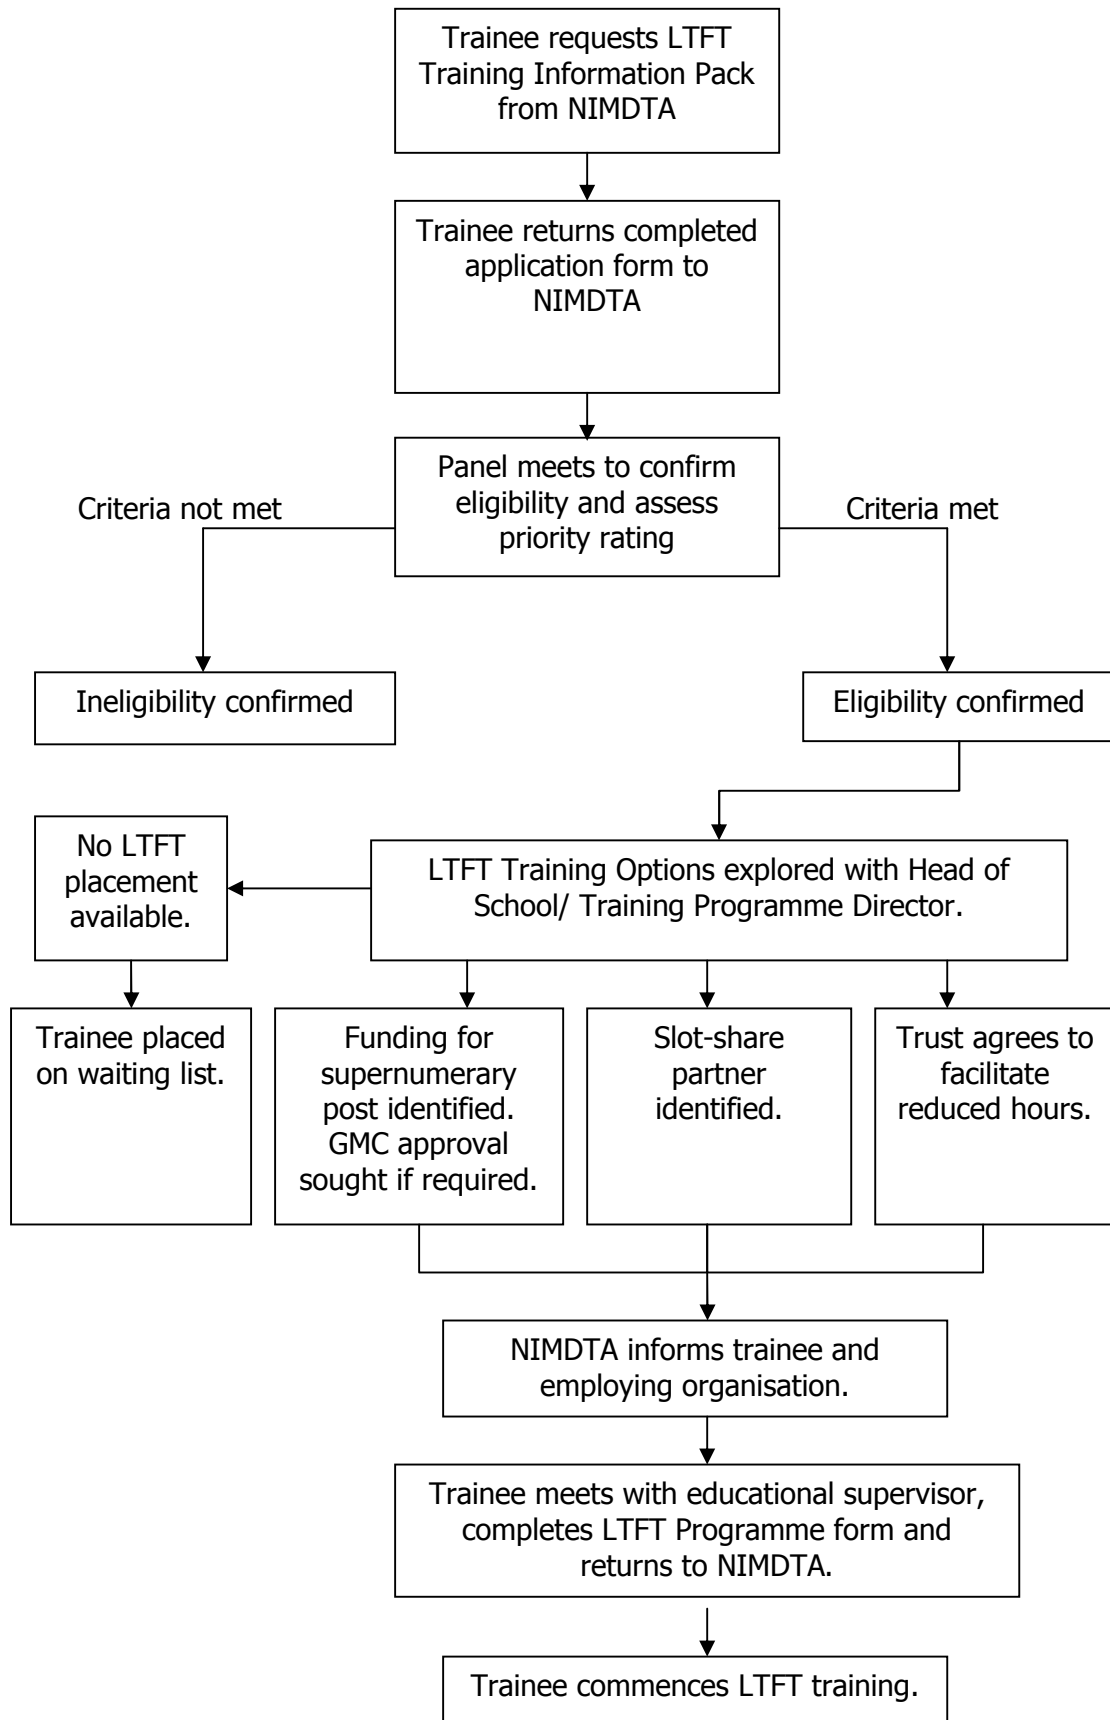 Trainee requests LTFT
Training Information Pack
from NIMDTA
Trainee returns completed
application form to
NIMDTA
Panel meets to confirm
eligibility and assess
priority rating
Criteria not met
Criteria met
Ineligibility confirmed
Eligibility confirmed
No LTFT
placement
available.
LTFT Training Options explored with Head of
School/ Training Programme Director.
Trainee placed
on waiting list.
Funding for
supernumerary
post identified.
GMC approval
sought if required.
Slot-share
partner
identified.
Trust agrees to
facilitate
reduced hours.
NIMDTA informs trainee and
employing organisation.
Trainee meets with educational supervisor,
completes LTFT Programme form and
returns to NIMDTA.
Trainee commences LTFT training.